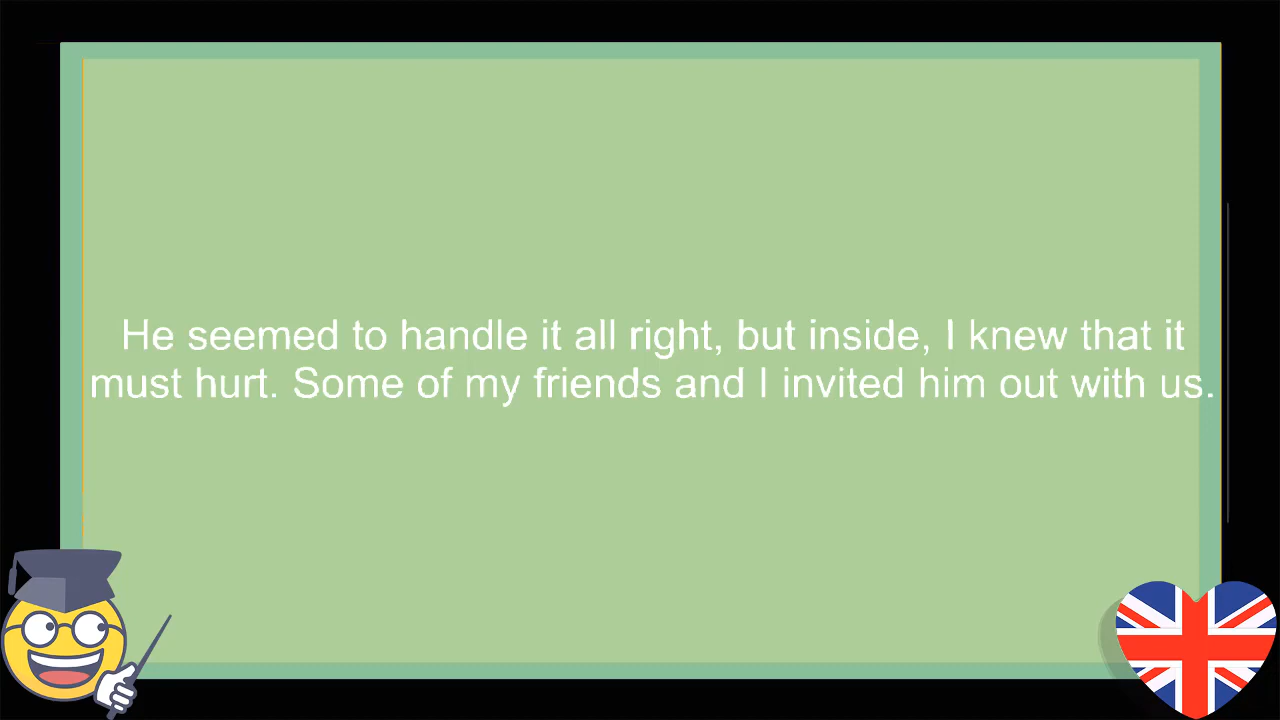 He seemed to handle it all right, but inside, I knew that it
must hurt. Some of my friends and I invited him out with us.